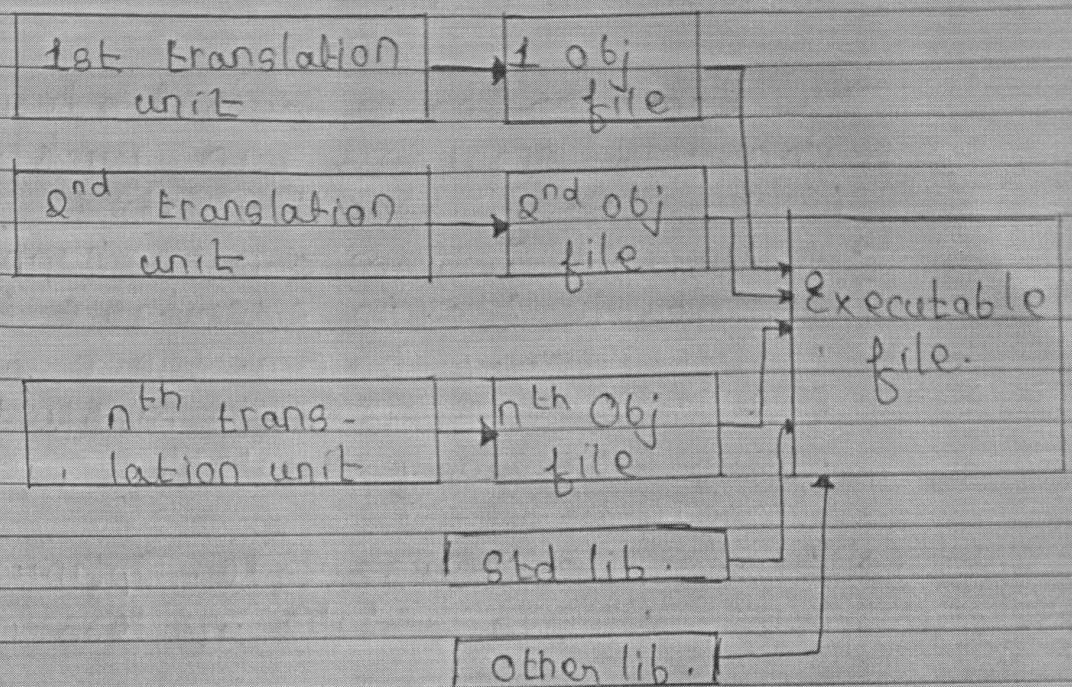 1st translation
unit
1 obj
file
2nd translation
unit
2nd obj
file
Executable
file.
nth trans-
lation unit
nth Obj
file
Std lib.
other lib.